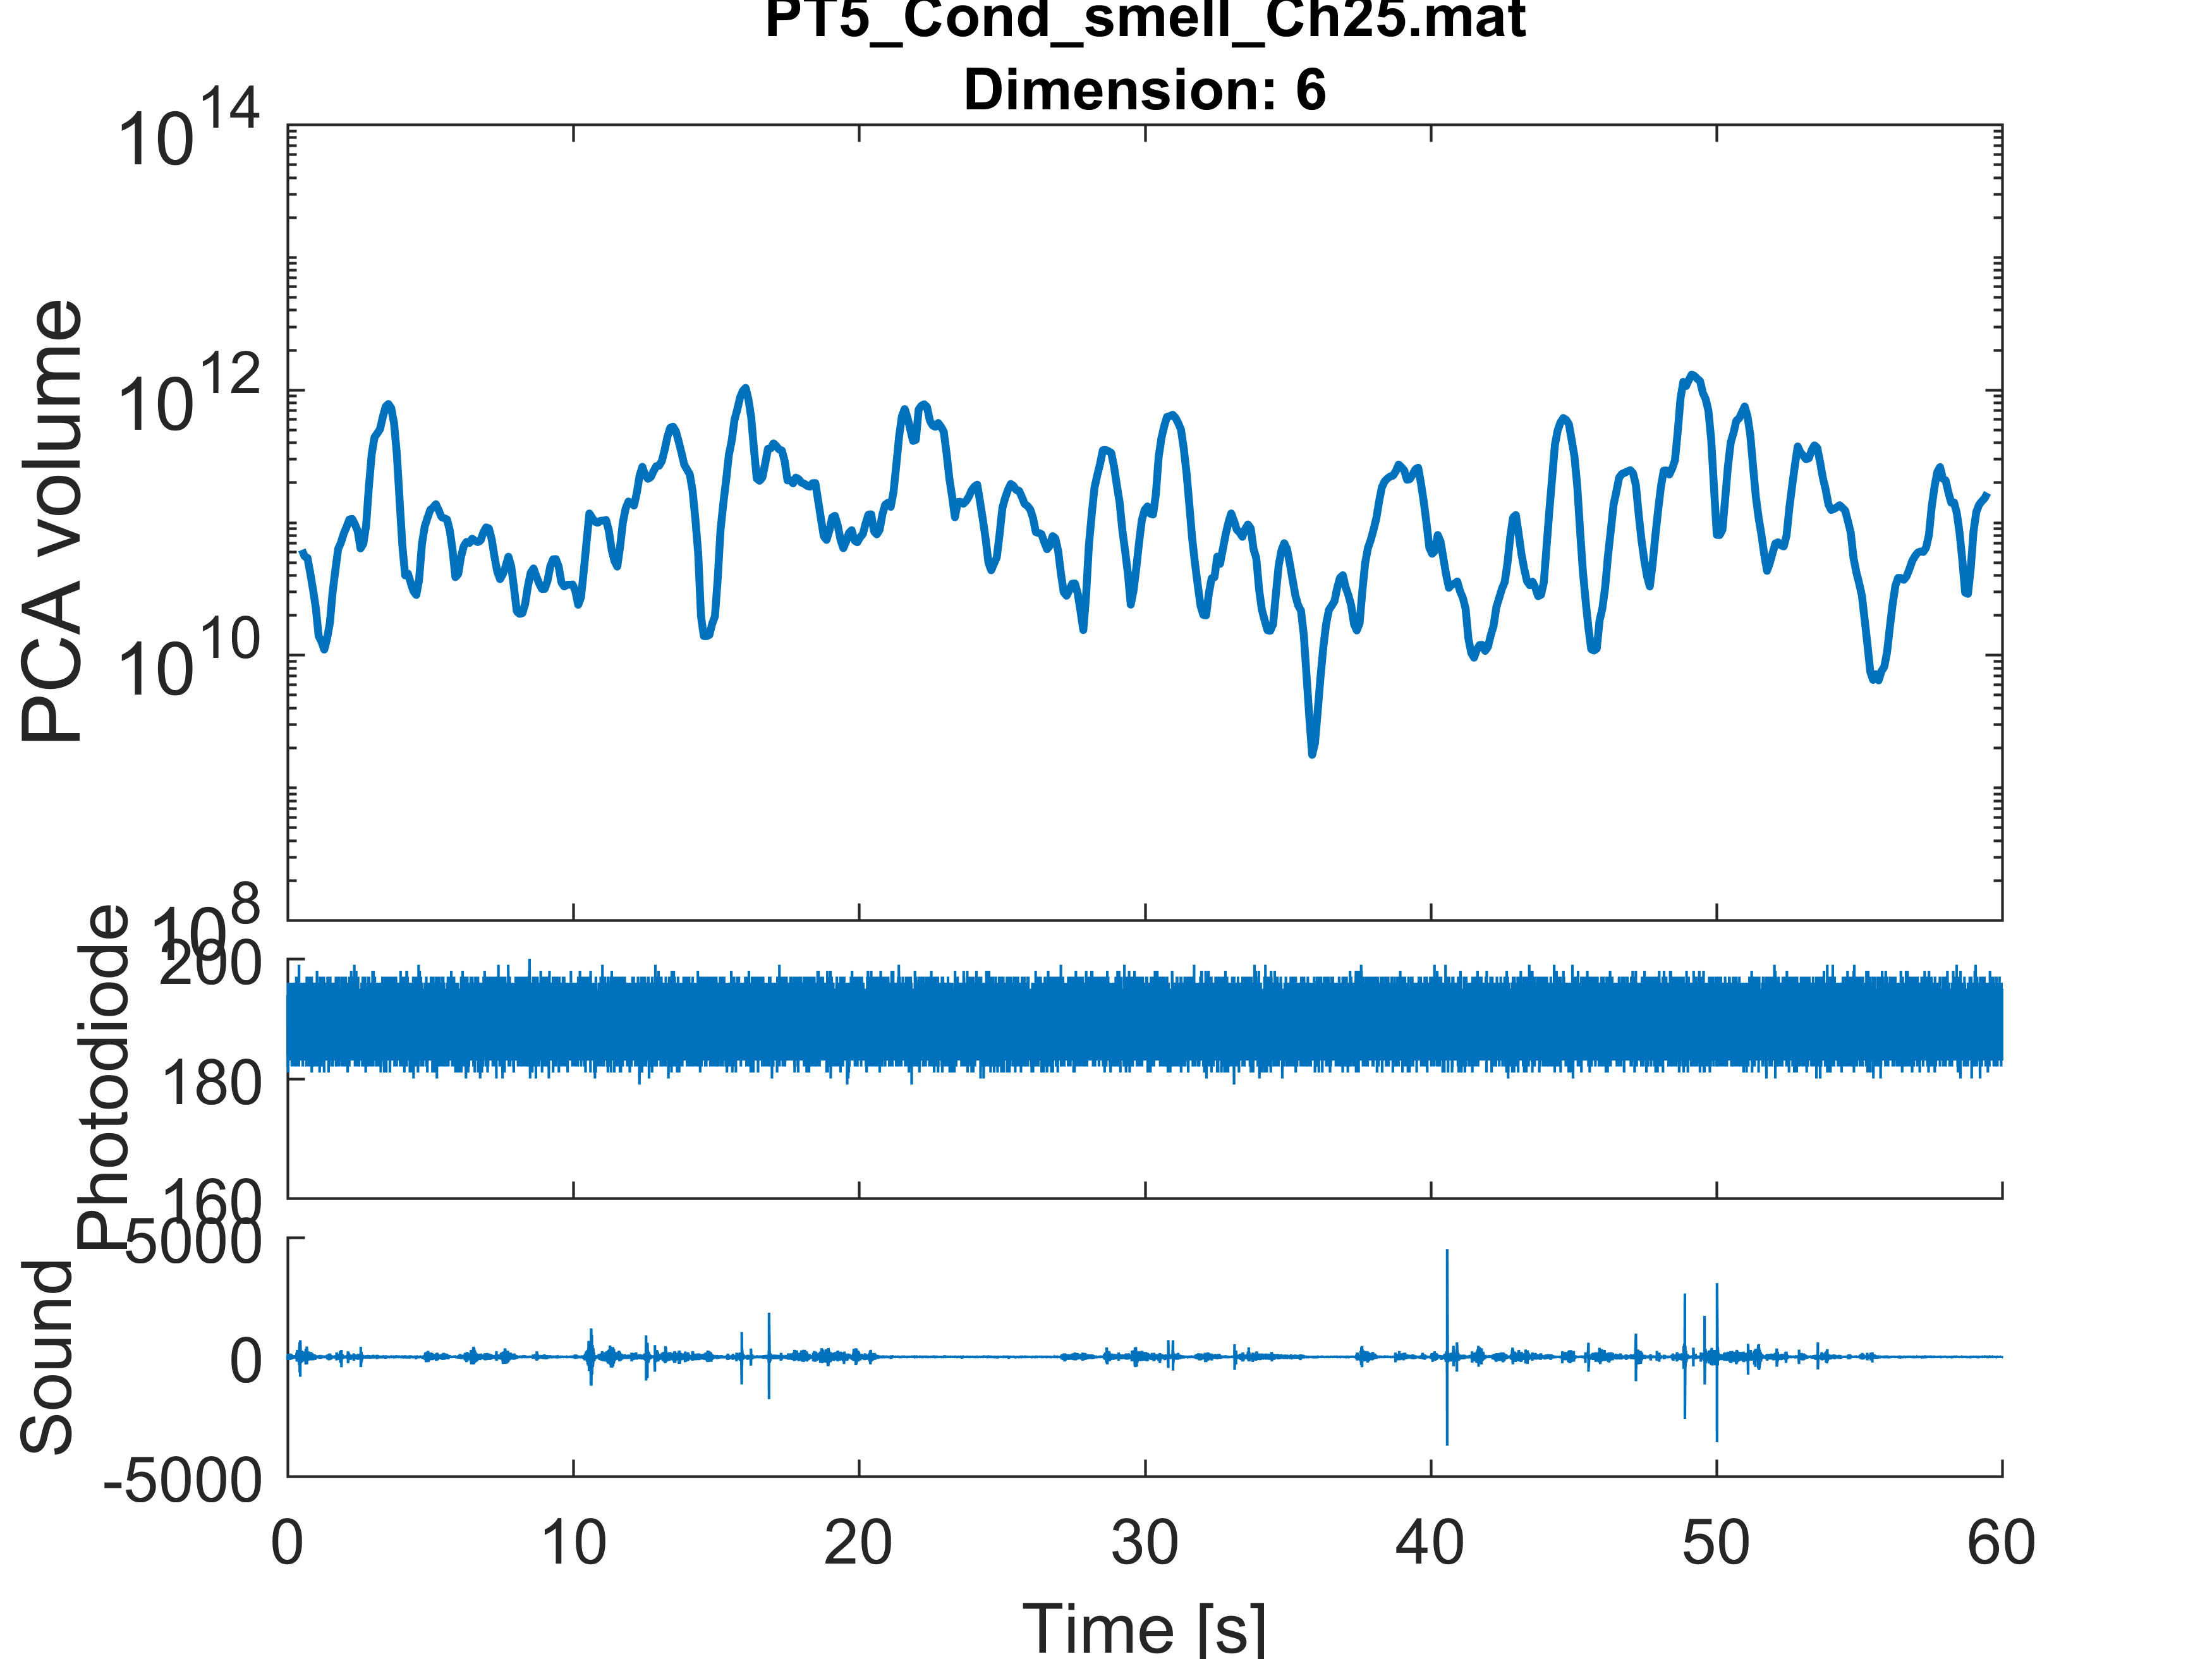 PT5_Cond_smell_Ch25.mat
Dimension: 6
PCA volume
10^14
10^12
10^10
10^8
Photodiode
200
180
160
Sound
5000
0
-5000
0 10 20 30 40 50 60
Time [s]